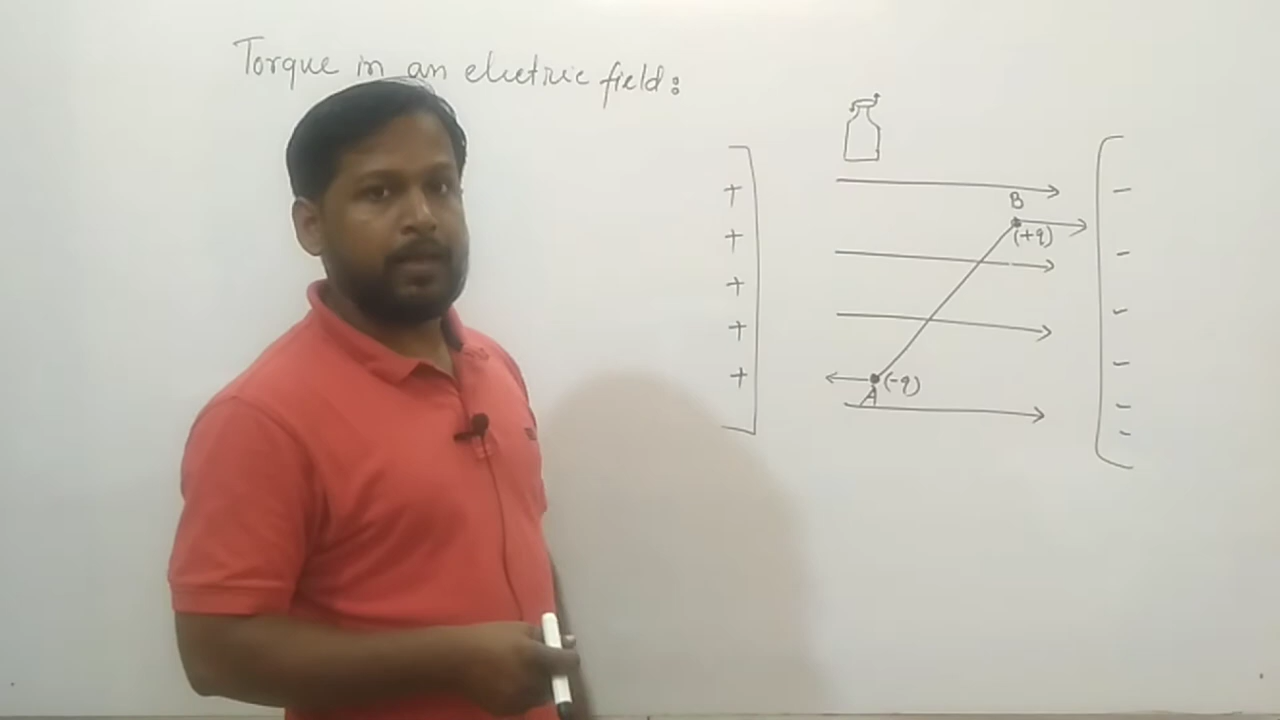 Torque in an electric field:
B
+ −
(+q)
+ −
+ −
+ −
+ (-q)
A −
−